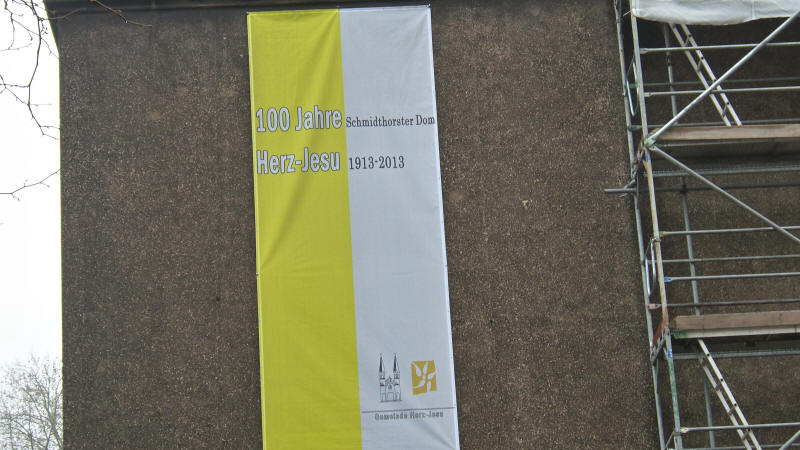 100 Jahre Schmidthorster Dom
Herz-Jesu 1913-2013
Gemeinde Herz-Jesu